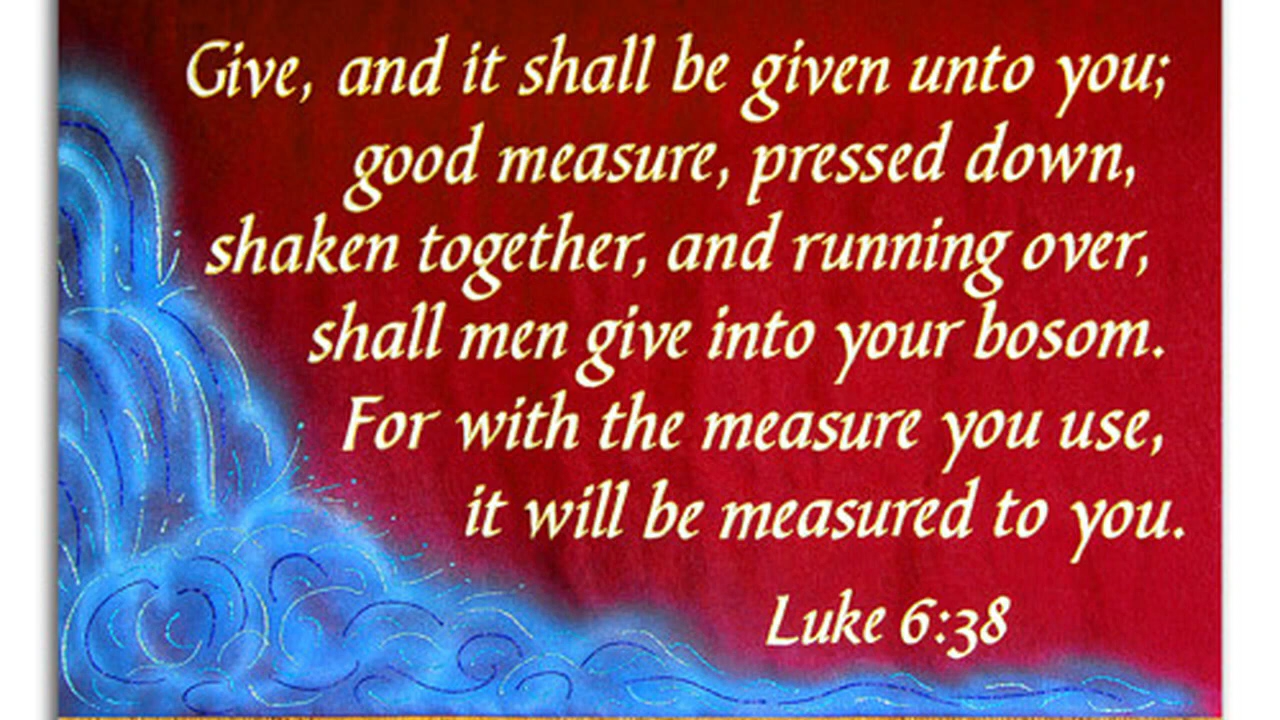 Give, and it shall be given unto you;
good measure, pressed down,
shaken together, and running over,
shall men give into your bosom.
For with the measure you use,
it will be measured to you.
Luke 6:38